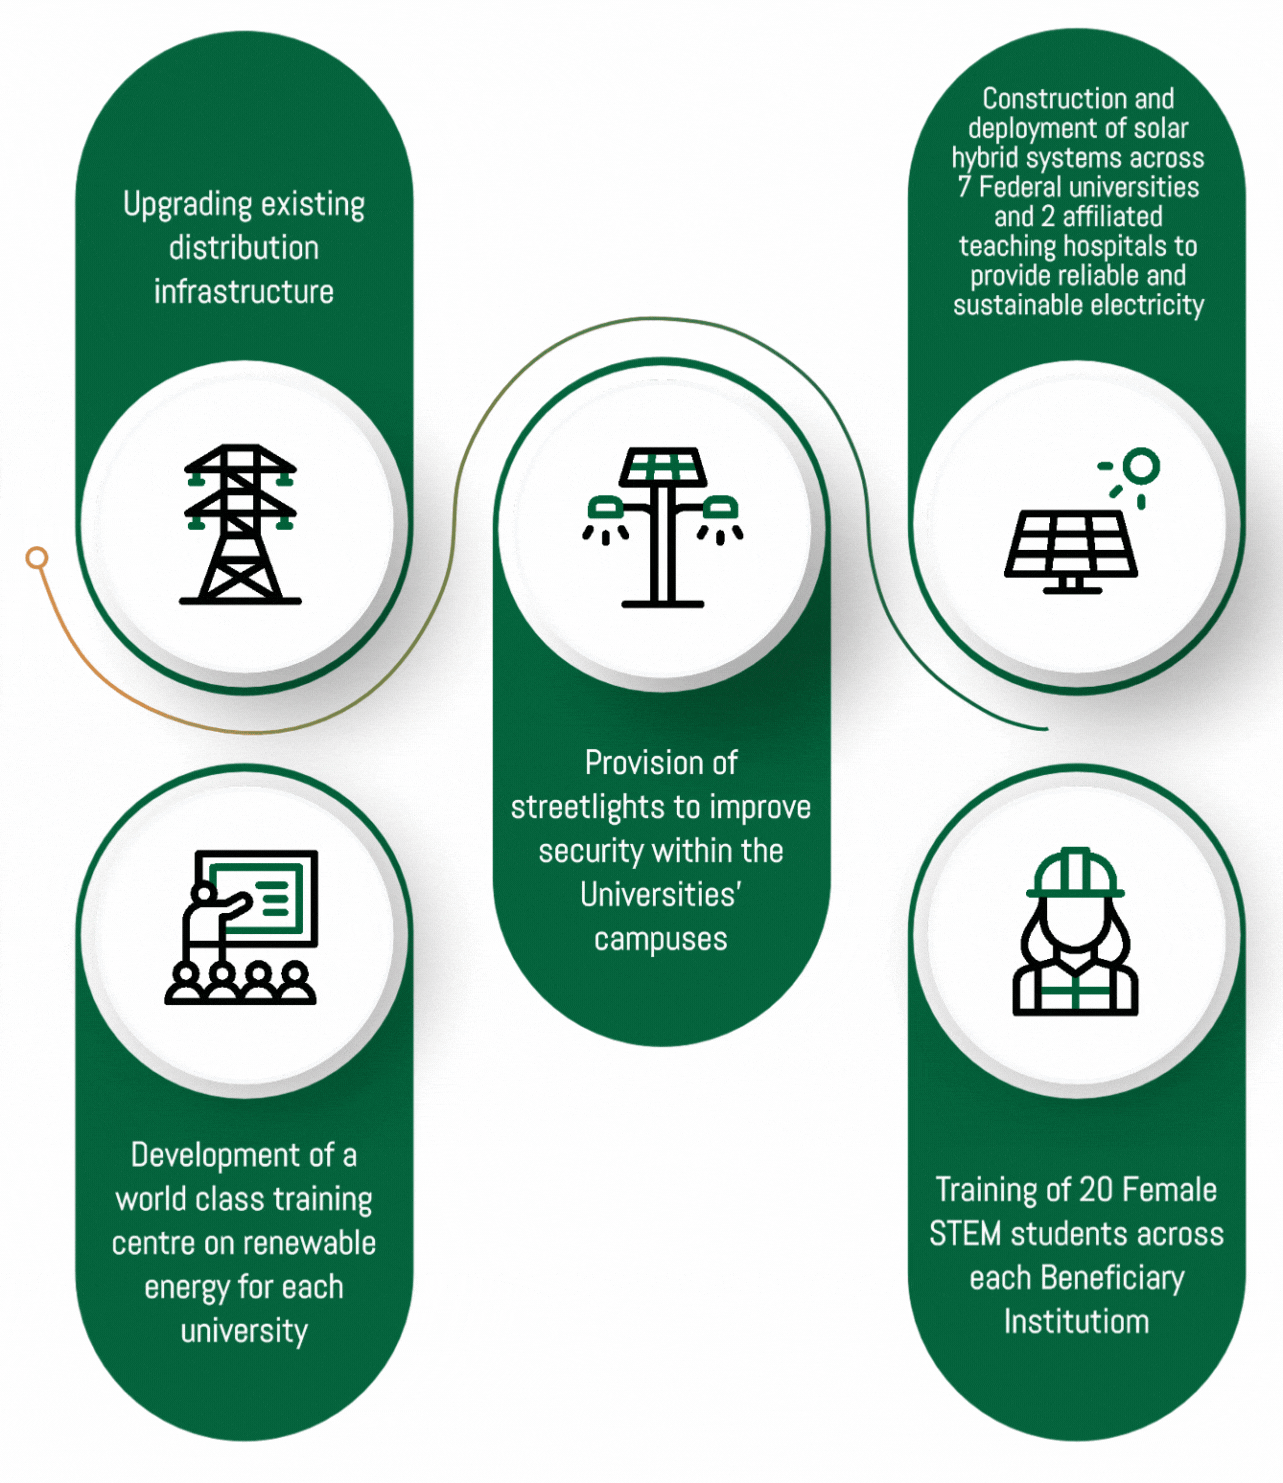 Upgrading existing
distribution
infrastructure
Construction and
deployment of solar
hybrid systems across
7 Federal universities
and 2 affiliated
teaching hospitals to
provide reliable and
sustainable electricity
Provision of
streetlights to improve
security within the
Universities'
campuses
Development of a
world class training
centre on renewable
energy for each
university
Training of 20 Female
STEM students across
each Beneficiary
Institutiom